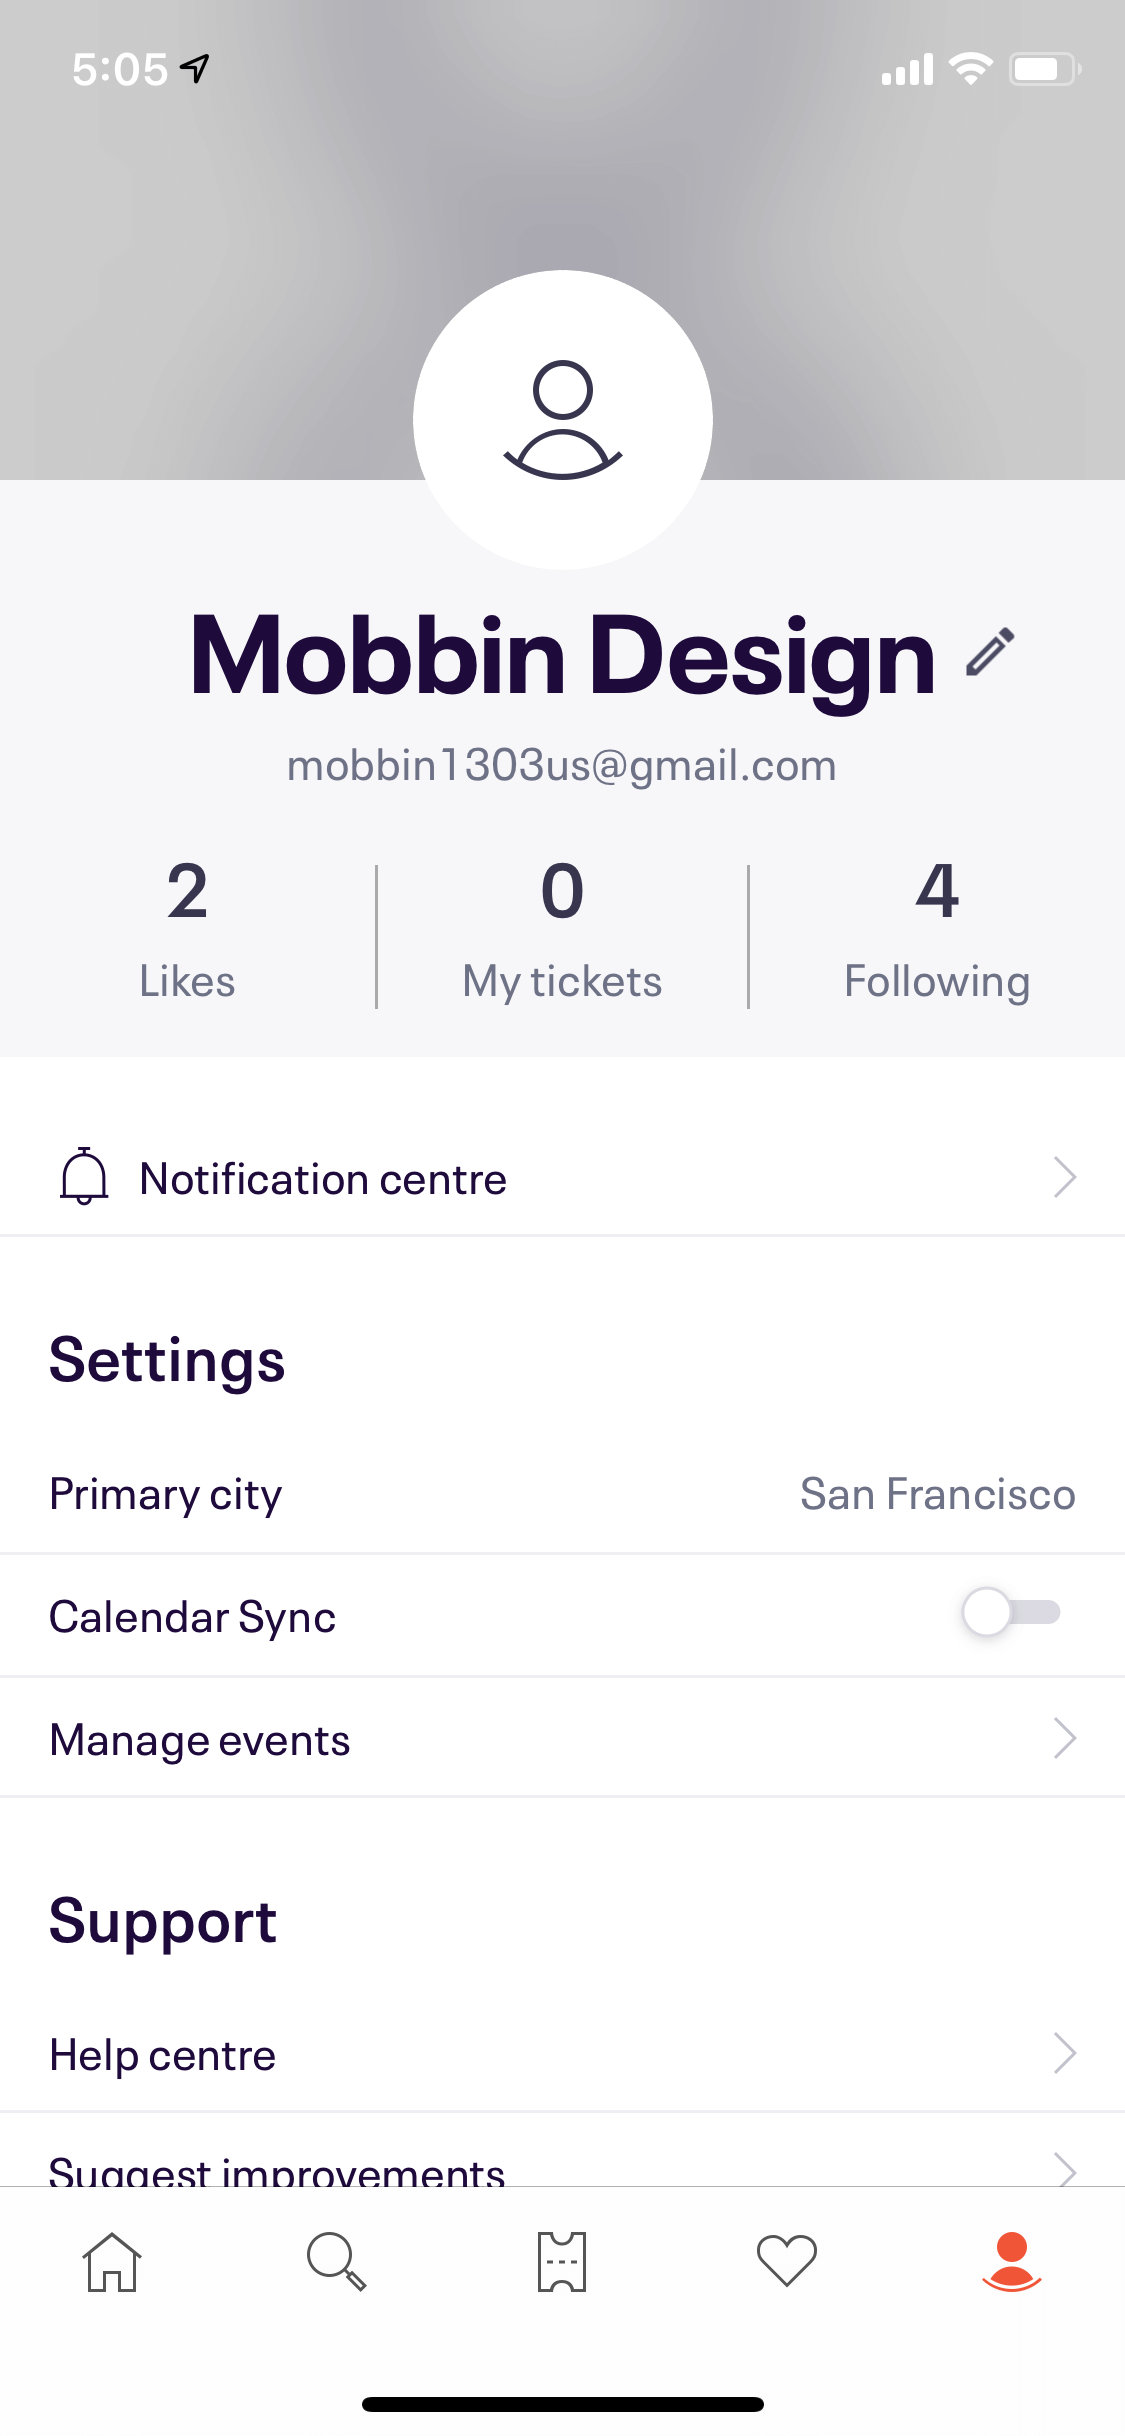 5:05
Mobbin Design
mobbin1303us@gmail.com
2 0 4
Likes My tickets Following
Notification centre
Settings
Primary city San Francisco
Calendar Sync
Manage events
Support
Help centre
Suggest improvements